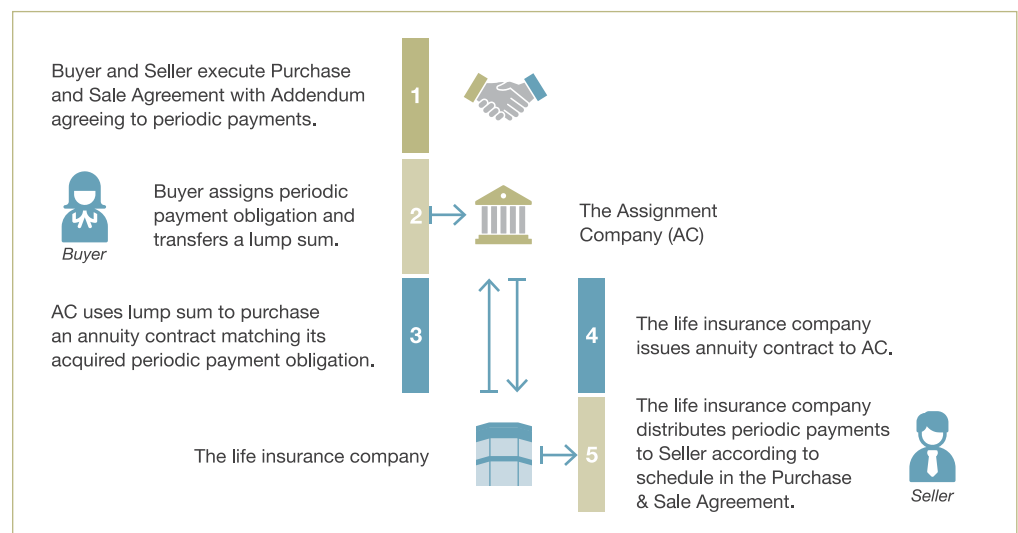 Buyer and Seller execute Purchase
and Sale Agreement with Addendum
agreeing to periodic payments.
1
Buyer
Buyer assigns periodic
payment obligation and
transfers a lump sum.
2
The Assignment
Company (AC)
AC uses lump sum to purchase
an annuity contract matching its
acquired periodic payment obligation.
3
4
The life insurance company
issues annuity contract to AC.
The life insurance company
5
The life insurance company
distributes periodic payments
to Seller according to
schedule in the Purchase
& Sale Agreement.
Seller